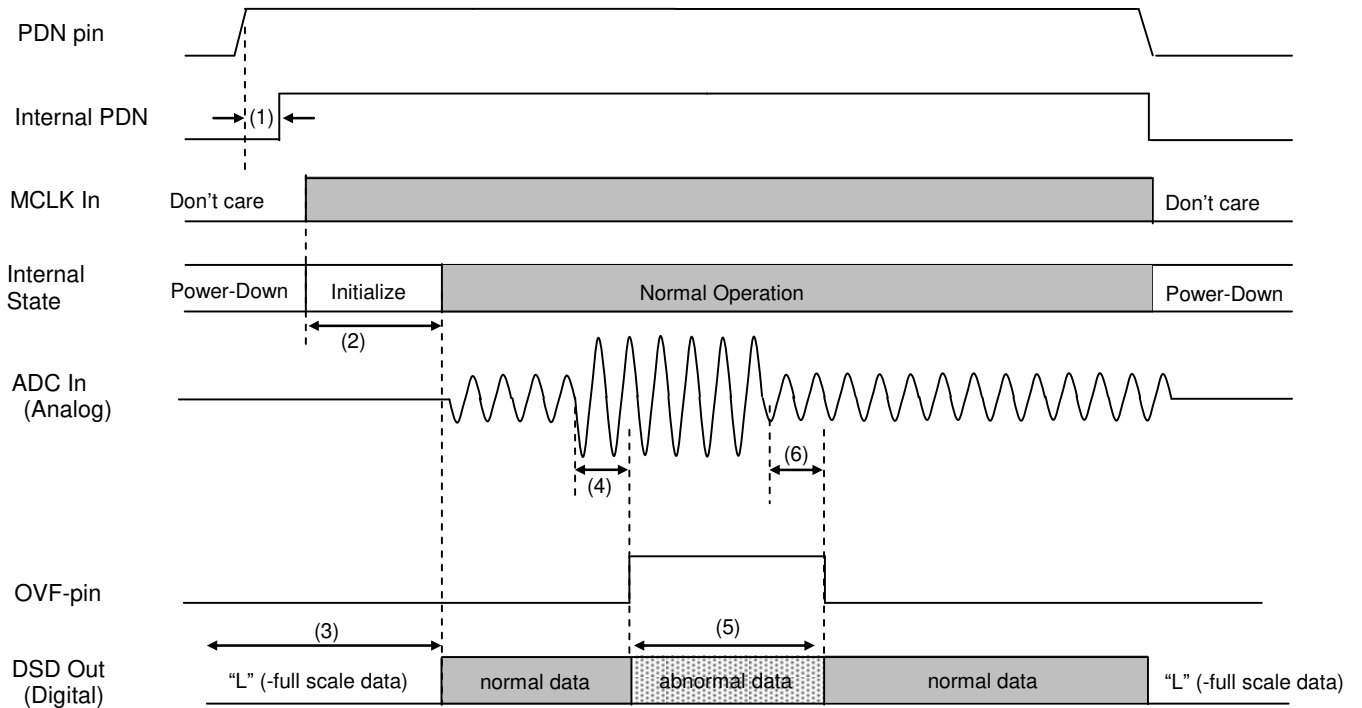 PDN pin
Internal PDN
(1)
MCLK In
Don’t care
Don’t care
Internal
State
Power-Down
Initialize
Normal Operation
Power-Down
(2)
ADC In
(Analog)
(4)
(6)
OVF-pin
(3)
(5)
DSD Out
(Digital)
“L” (-full scale data)
normal data
abnormal data
normal data
“L” (-full scale data)